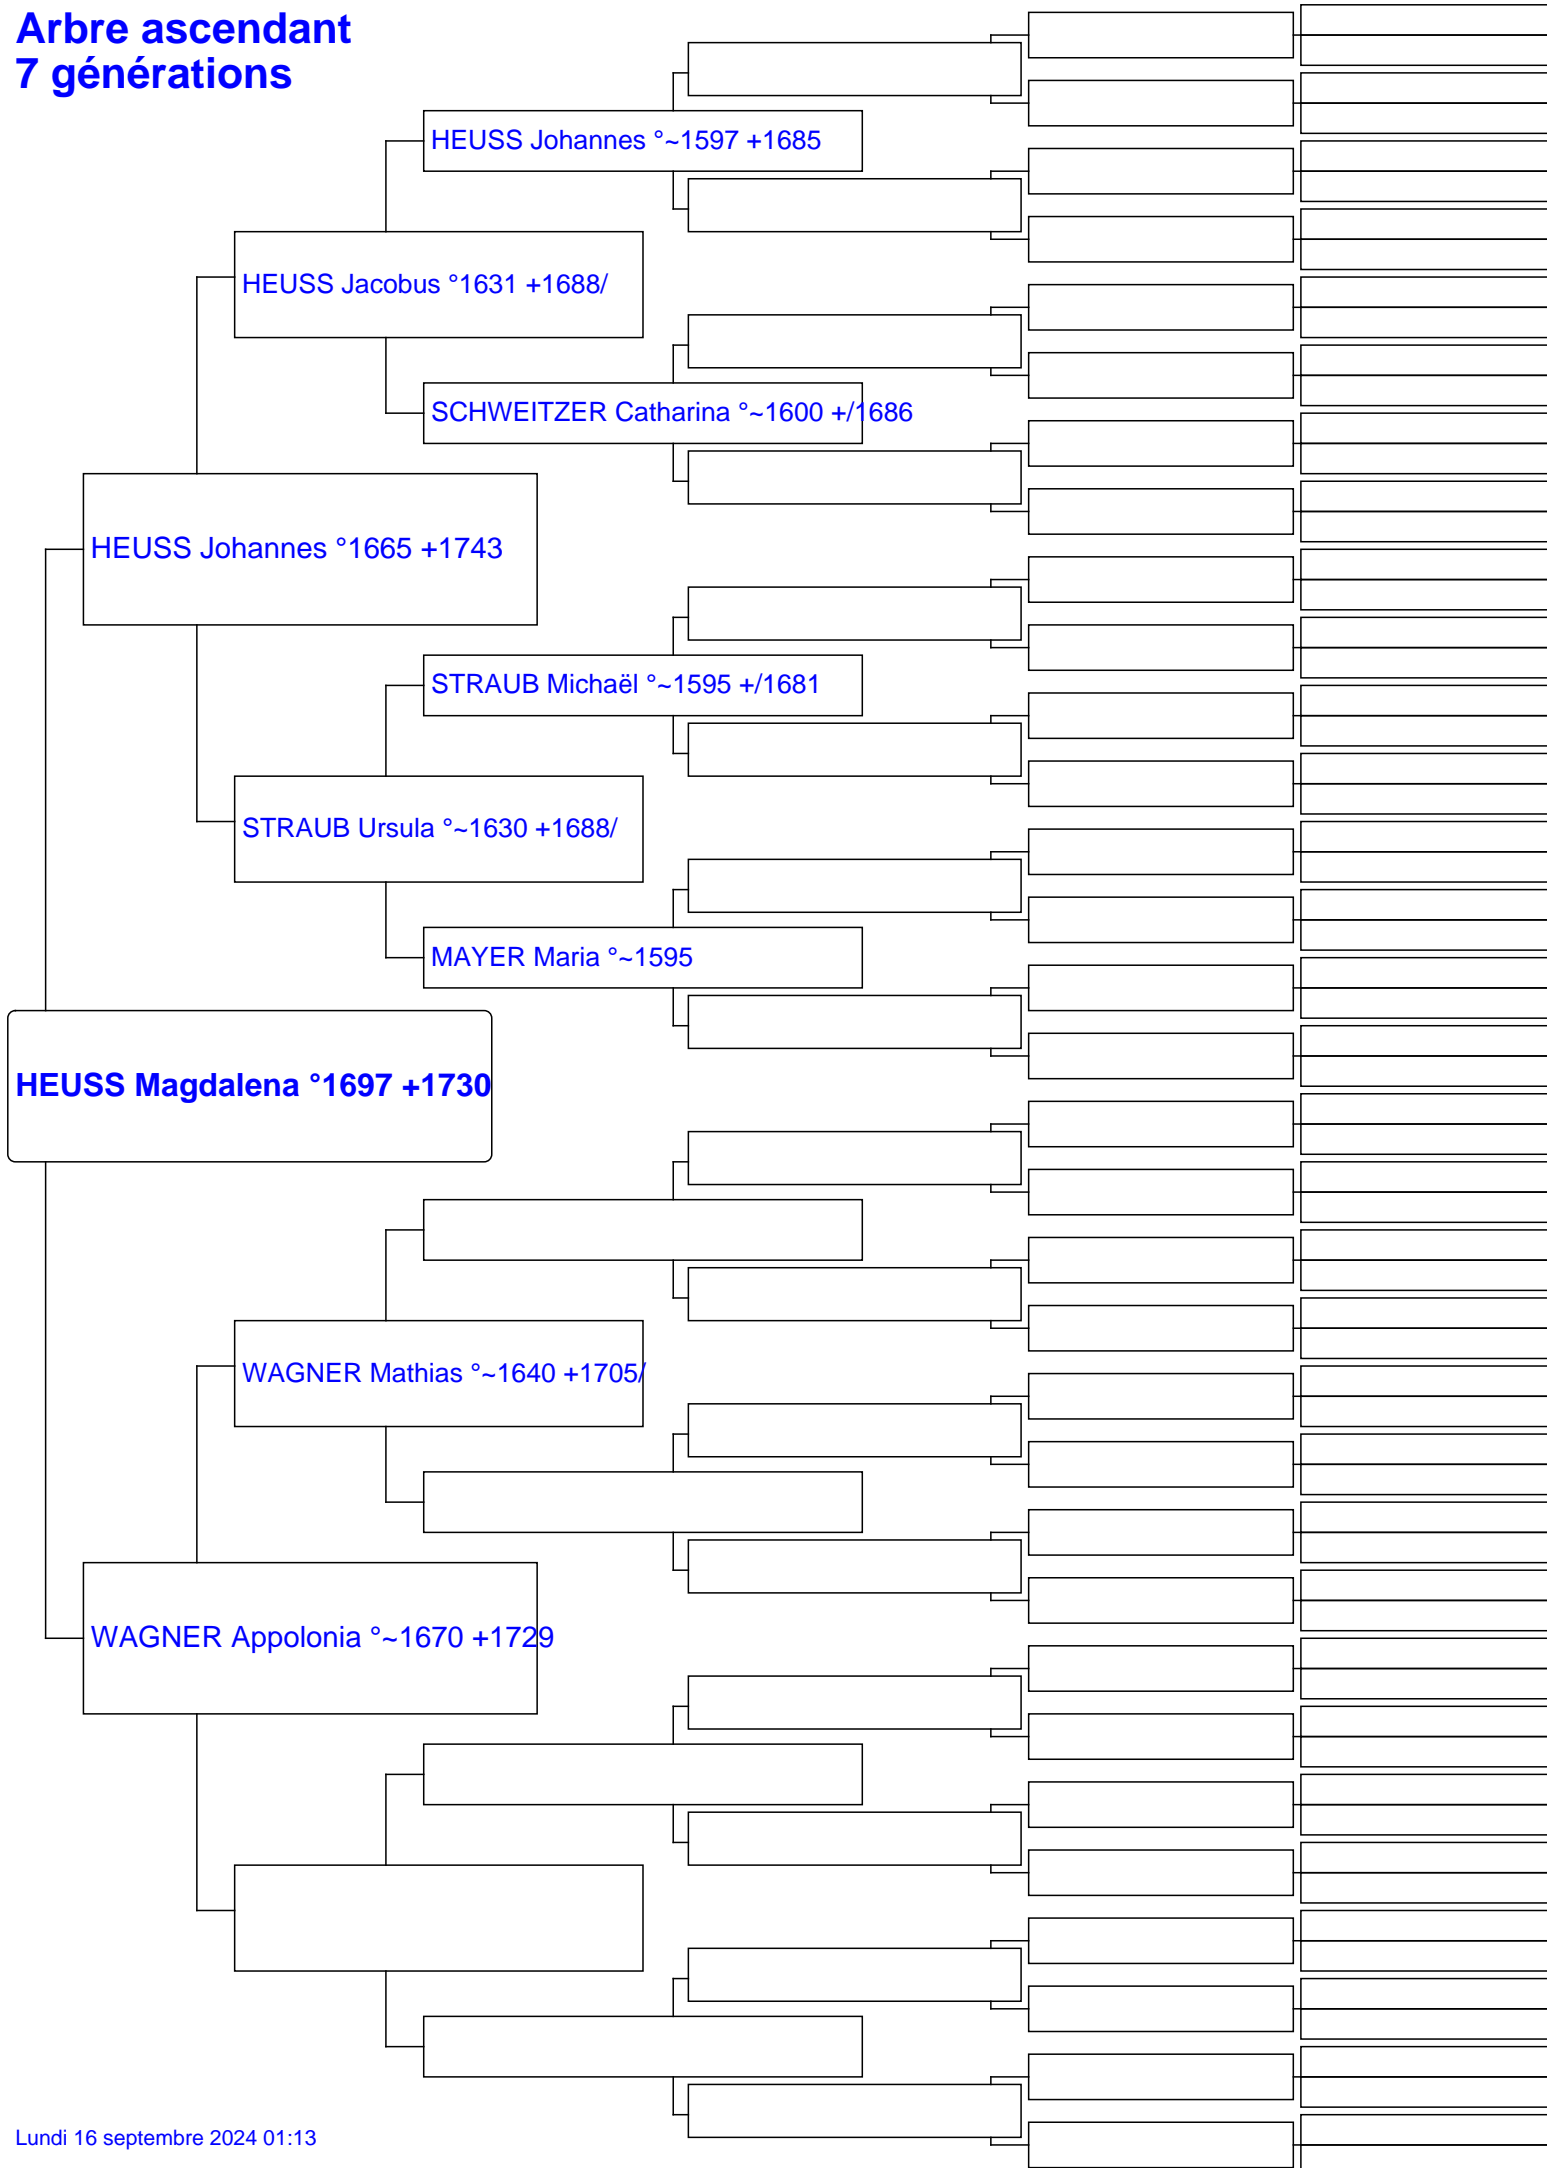 Arbre ascendant
7 générations
HEUSS Johannes °~1597 +1685
HEUSS Jacobus °1631 +1688/
SCHWEITZER Catharina °~1600 +/1686
HEUSS Johannes °1665 +1743
STRAUB Michaël °~1595 +/1681
STRAUB Ursula °~1630 +1688/
MAYER Maria °~1595
HEUSS Magdalena °1697 +1730
WAGNER Mathias °~1640 +1705/
WAGNER Appolonia °~1670 +1729
Lundi 16 septembre 2024 01:13